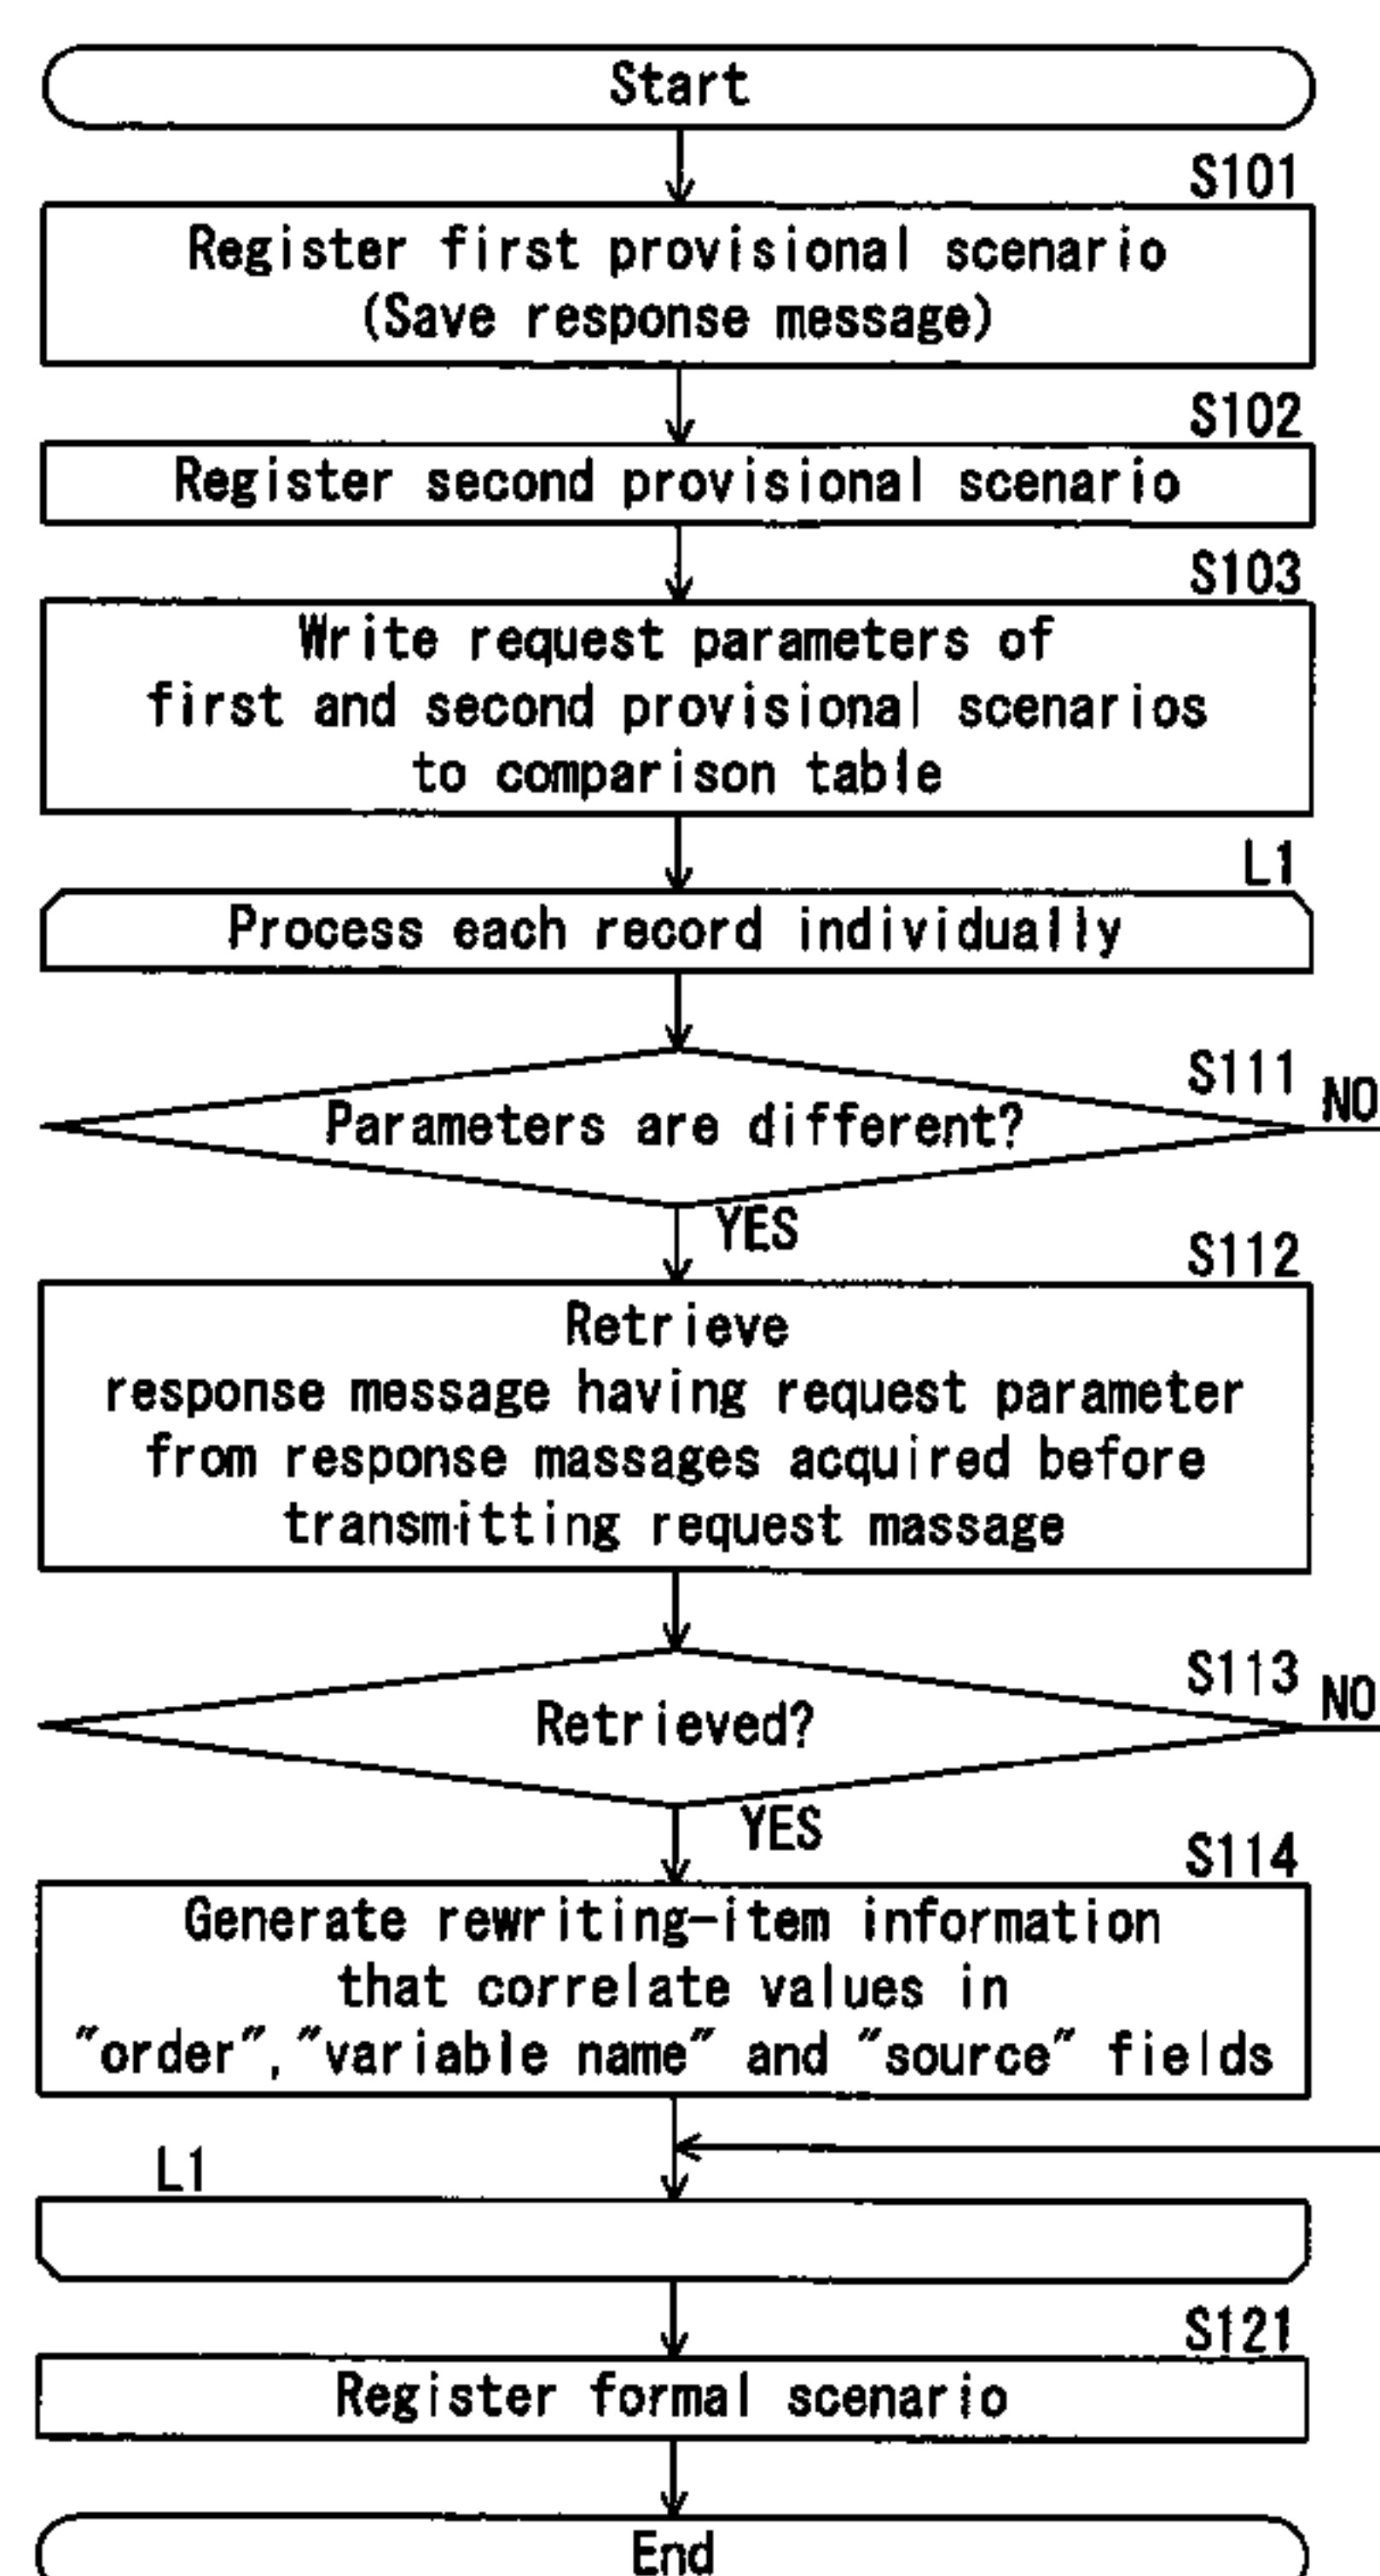 Start
S101
Register first provisional scenario
(Save response message)
S102
Register second provisional scenario
S103
Write request parameters of
first and second provisional scenarios
to comparison table
L1
Process each record individually
S111
Parameters are different?
NO
YES
S112
Retrieve
response message having request parameter
from response massages acquired before
transmitting request massage
S113
Retrieved?
NO
YES
S114
Generate rewriting-item information
that correlate values in
"order","variable name" and "source" fields
L1
S121
Register formal scenario
End